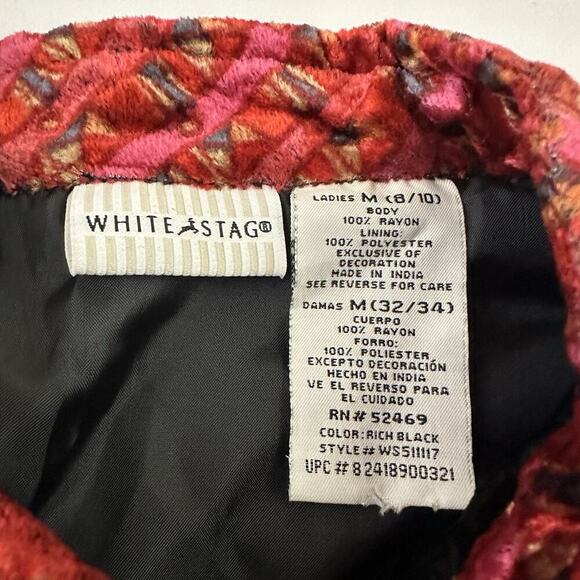 WHITE STAG®
LADIES M (8/10)
BODY
100% RAYON
LINING:
100% POLYESTER
EXCLUSIVE OF
DECORATION
MADE IN INDIA
SEE REVERSE FOR CARE
DAMAS M (32/34)
CUERPO
100% RAYON
FORRO:
100% POLIESTER
EXCEPTO DECORACIÓN
HECHO EN INDIA
VE EL REVERSO PARA
EL CUIDADO
RN# 52469
COLOR: RICH BLACK
STYLE# WS511117
UPC # 82418900321